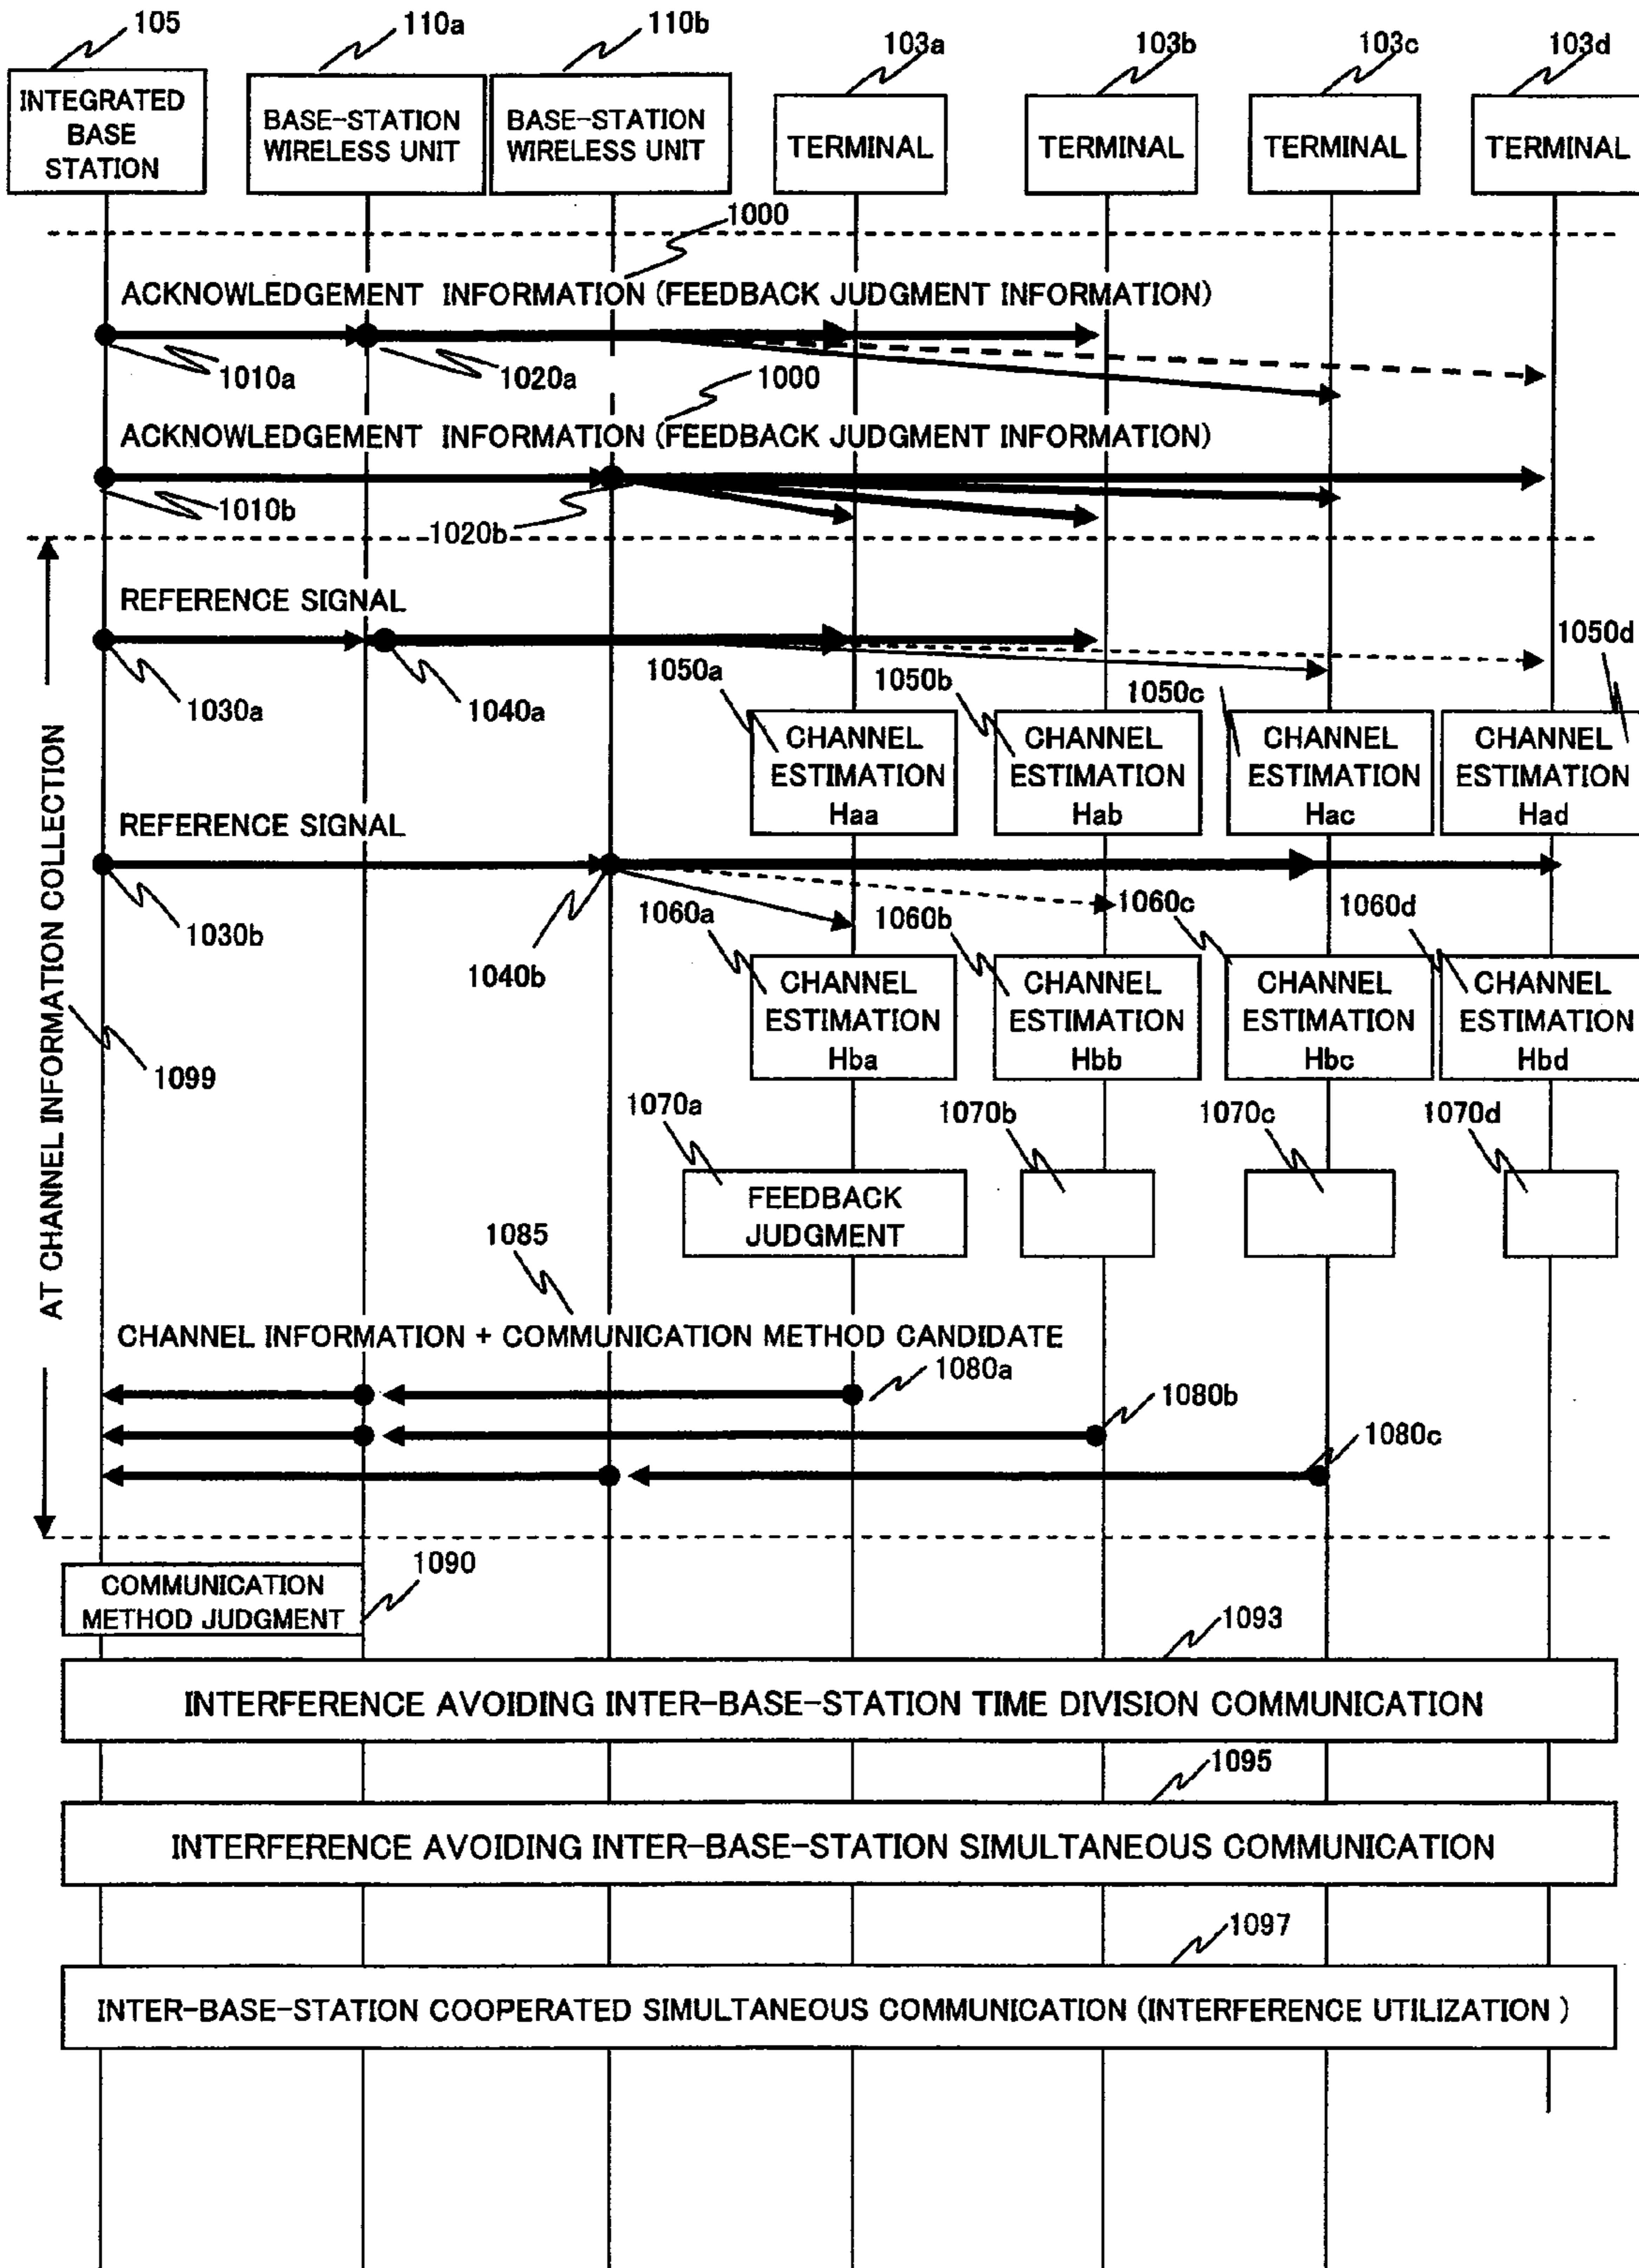 105
110a
110b
103a
103b
103c
103d
INTEGRATED
BASE
STATION
BASE-STATION
WIRELESS UNIT
BASE-STATION
WIRELESS UNIT
TERMINAL
TERMINAL
TERMINAL
TERMINAL
1000
ACKNOWLEDGEMENT INFORMATION (FEEDBACK JUDGMENT INFORMATION)
1010a
1020a
1000
ACKNOWLEDGEMENT INFORMATION (FEEDBACK JUDGMENT INFORMATION)
1010b
1020b
AT CHANNEL INFORMATION COLLECTION
REFERENCE SIGNAL
1030a
1040a
1050a
1050b
1050c
1050d
CHANNEL
ESTIMATION
Haa
CHANNEL
ESTIMATION
Hab
CHANNEL
ESTIMATION
Hac
CHANNEL
ESTIMATION
Had
REFERENCE SIGNAL
1030b
1040b
1060a
1060b
1060c
1060d
CHANNEL
ESTIMATION
Hba
CHANNEL
ESTIMATION
Hbb
CHANNEL
ESTIMATION
Hbc
CHANNEL
ESTIMATION
Hbd
1099
1070a
1070b
1070c
1070d
FEEDBACK
JUDGMENT
1085
CHANNEL INFORMATION + COMMUNICATION METHOD CANDIDATE
1080a
1080b
1080c
1090
COMMUNICATION
METHOD JUDGMENT
1093
INTERFERENCE AVOIDING INTER-BASE-STATION TIME DIVISION COMMUNICATION
1095
INTERFERENCE AVOIDING INTER-BASE-STATION SIMULTANEOUS COMMUNICATION
1097
INTER-BASE-STATION COOPERATED SIMULTANEOUS COMMUNICATION (INTERFERENCE UTILIZATION )